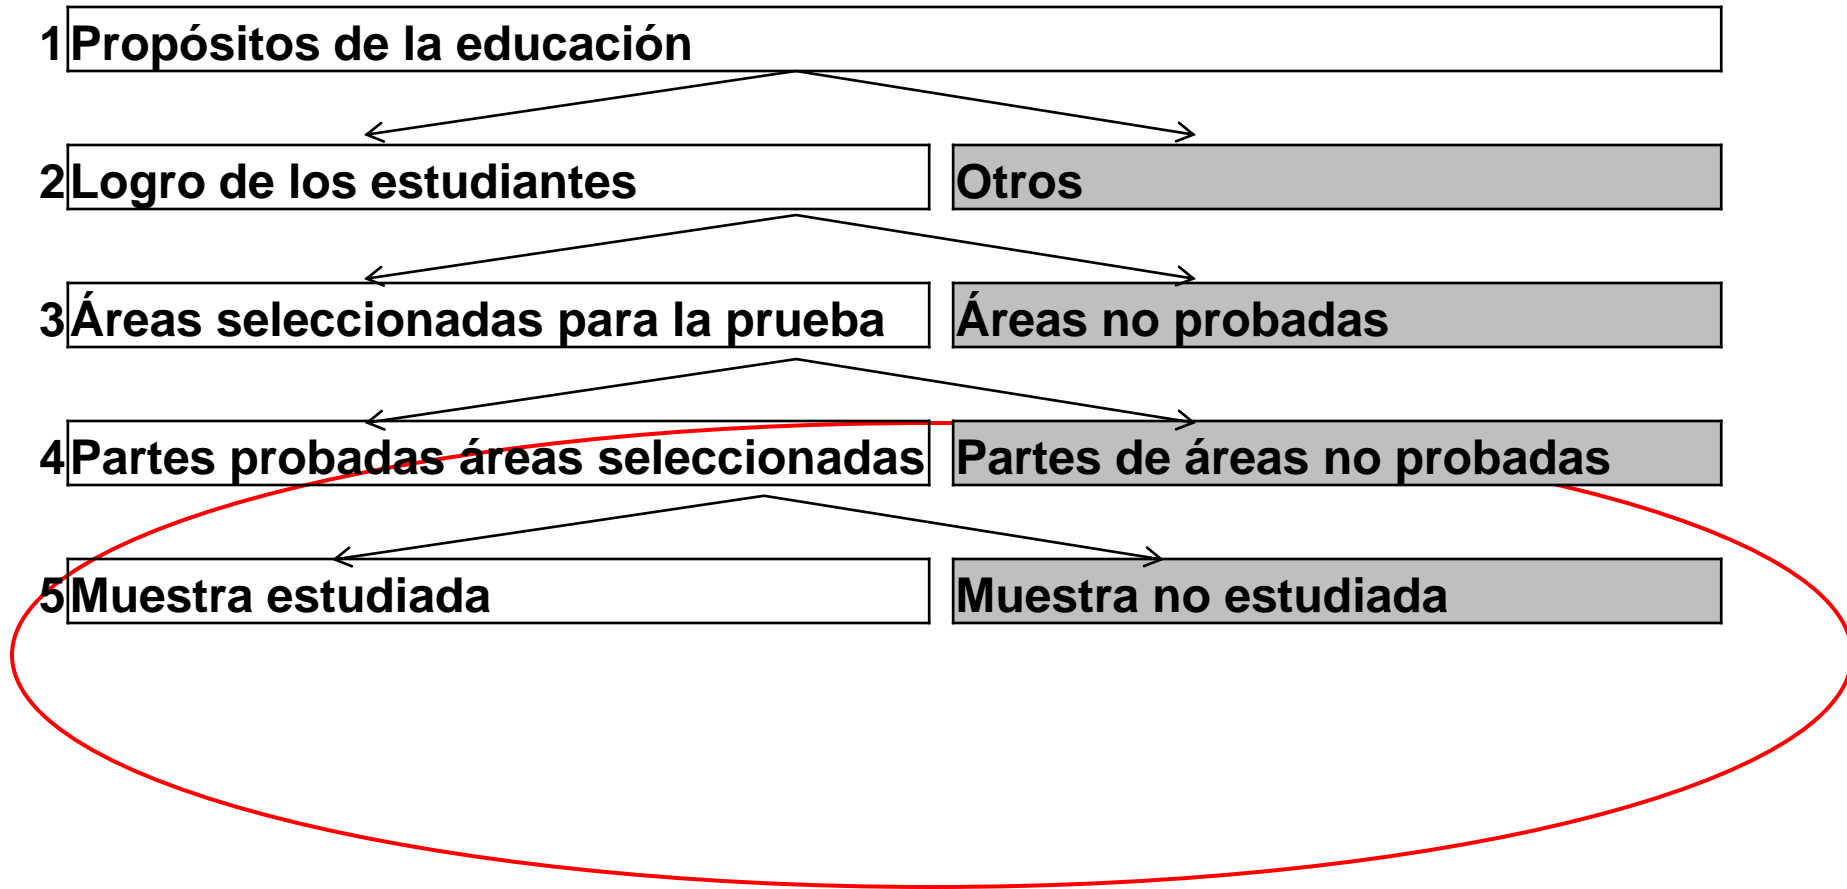 1 Propósitos de la educación
2 Logro de los estudiantes Otros
3 Áreas seleccionadas para la prueba Áreas no probadas
4 Partes probadas áreas seleccionadas Partes de áreas no probadas
5 Muestra estudiada Muestra no estudiada